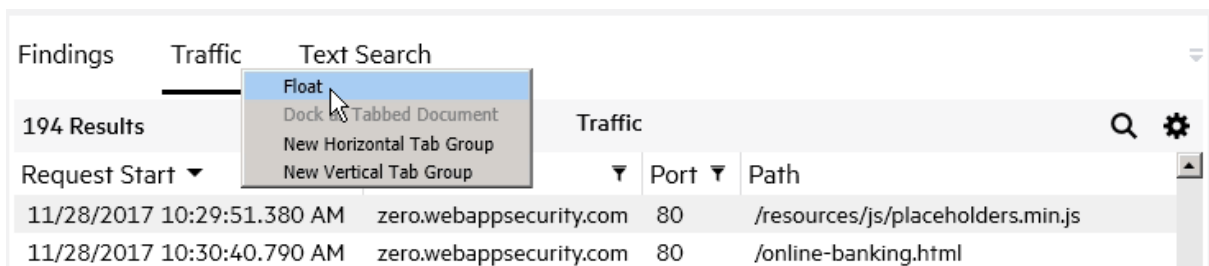 Findings Traffic Text Search
Float
Dock as Tabbed Document
194 Results Traffic
New Horizontal Tab Group
New Vertical Tab Group
Request Start Port Path
11/28/2017 10:29:51.380 AM zero.webappsecurity.com 80 /resources/js/placeholders.min.js
11/28/2017 10:30:40.790 AM zero.webappsecurity.com 80 /online-banking.html